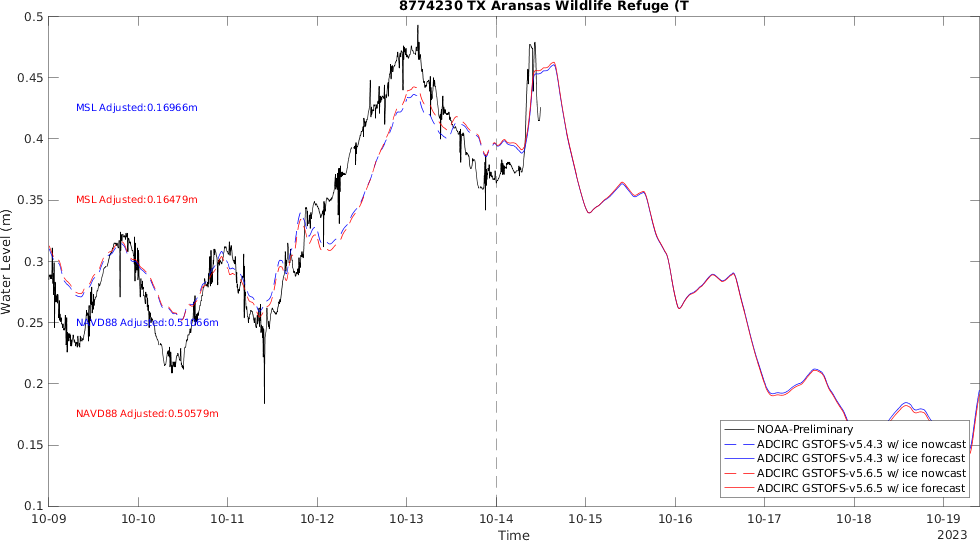 8774230 TX Aransas Wildlife Refuge (T
0.5
0.45
MSL Adjusted:0.16966m
0.4
0.35
MSL Adjusted:0.16479m
Water Level (m)
0.3
0.25
NAVD88 Adjusted:0.51066m
0.2
NAVD88 Adjusted:0.50579m
0.15
0.1
NOAA-Preliminary
ADCIRC GSTOFS-v5.4.3 w/ ice nowcast
ADCIRC GSTOFS-v5.4.3 w/ ice forecast
ADCIRC GSTOFS-v5.6.5 w/ ice nowcast
ADCIRC GSTOFS-v5.6.5 w/ ice forecast
10-09 10-10 10-11 10-12 10-13 10-14 10-15 10-16 10-17 10-18 10-19
Time
2023